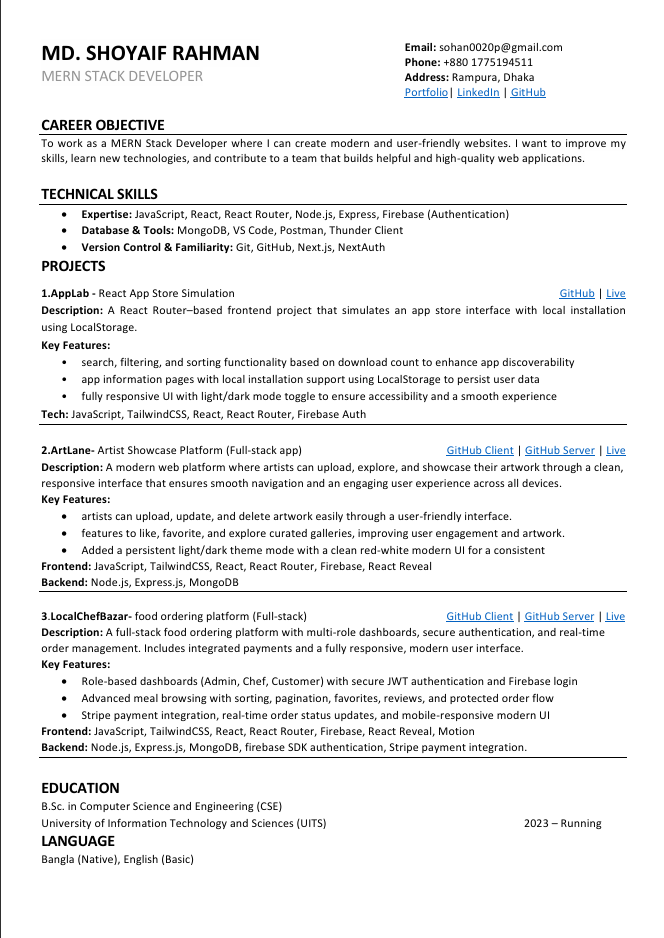 MD. SHOYAIF RAHMAN
MERN STACK DEVELOPER
Email: sohan0020p@gmail.com
Phone: +880 1775194511
Address: Rampura, Dhaka
Portfolio| LinkedIn | GitHub
CAREER OBJECTIVE
To work as a MERN Stack Developer where I can create modern and user-friendly websites. I want to improve my
skills, learn new technologies, and contribute to a team that builds helpful and high-quality web applications.
TECHNICAL SKILLS
• Expertise: JavaScript, React, React Router, Node.js, Express, Firebase (Authentication)
• Database & Tools: MongoDB, VS Code, Postman, Thunder Client
• Version Control & Familiarity: Git, GitHub, Next.js, NextAuth
PROJECTS
1.AppLab - React App Store Simulation GitHub | Live
Description: A React Router–based frontend project that simulates an app store interface with local installation
using LocalStorage.
Key Features:
• search, filtering, and sorting functionality based on download count to enhance app discoverability
• app information pages with local installation support using LocalStorage to persist user data
• fully responsive UI with light/dark mode toggle to ensure accessibility and a smooth experience
Tech: JavaScript, TailwindCSS, React, React Router, Firebase Auth
2.ArtLane- Artist Showcase Platform (Full-stack app) GitHub Client | GitHub Server | Live
Description: A modern web platform where artists can upload, explore, and showcase their artwork through a clean,
responsive interface that ensures smooth navigation and an engaging user experience across all devices.
Key Features:
• artists can upload, update, and delete artwork easily through a user-friendly interface.
• features to like, favorite, and explore curated galleries, improving user engagement and artwork.
• Added a persistent light/dark theme mode with a clean red-white modern UI for a consistent
Frontend: JavaScript, TailwindCSS, React, React Router, Firebase, React Reveal
Backend: Node.js, Express.js, MongoDB
3.LocalChefBazar- food ordering platform (Full-stack) GitHub Client | GitHub Server | Live
Description: A full-stack food ordering platform with multi-role dashboards, secure authentication, and real-time
order management. Includes integrated payments and a fully responsive, modern user interface.
Key Features:
• Role-based dashboards (Admin, Chef, Customer) with secure JWT authentication and Firebase login
• Advanced meal browsing with sorting, pagination, favorites, reviews, and protected order flow
• Stripe payment integration, real-time order status updates, and mobile-responsive modern UI
Frontend: JavaScript, TailwindCSS, React, React Router, Firebase, React Reveal, Motion
Backend: Node.js, Express.js, MongoDB, firebase SDK authentication, Stripe payment integration.
EDUCATION
B.Sc. in Computer Science and Engineering (CSE)
University of Information Technology and Sciences (UITS) 2023 – Running
LANGUAGE
Bangla (Native), English (Basic)